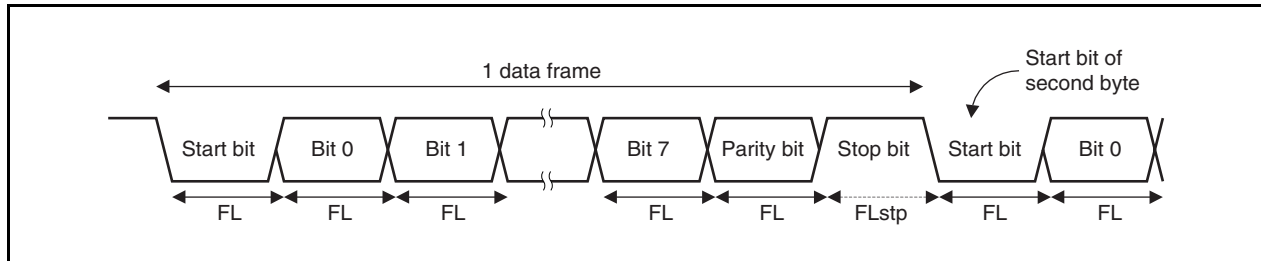 1 data frame
Start bit of
second byte
Start bit Bit 0 Bit 1 Bit 7 Parity bit Stop bit Start bit Bit 0
FL FL FL FL FL FLstp FL FL